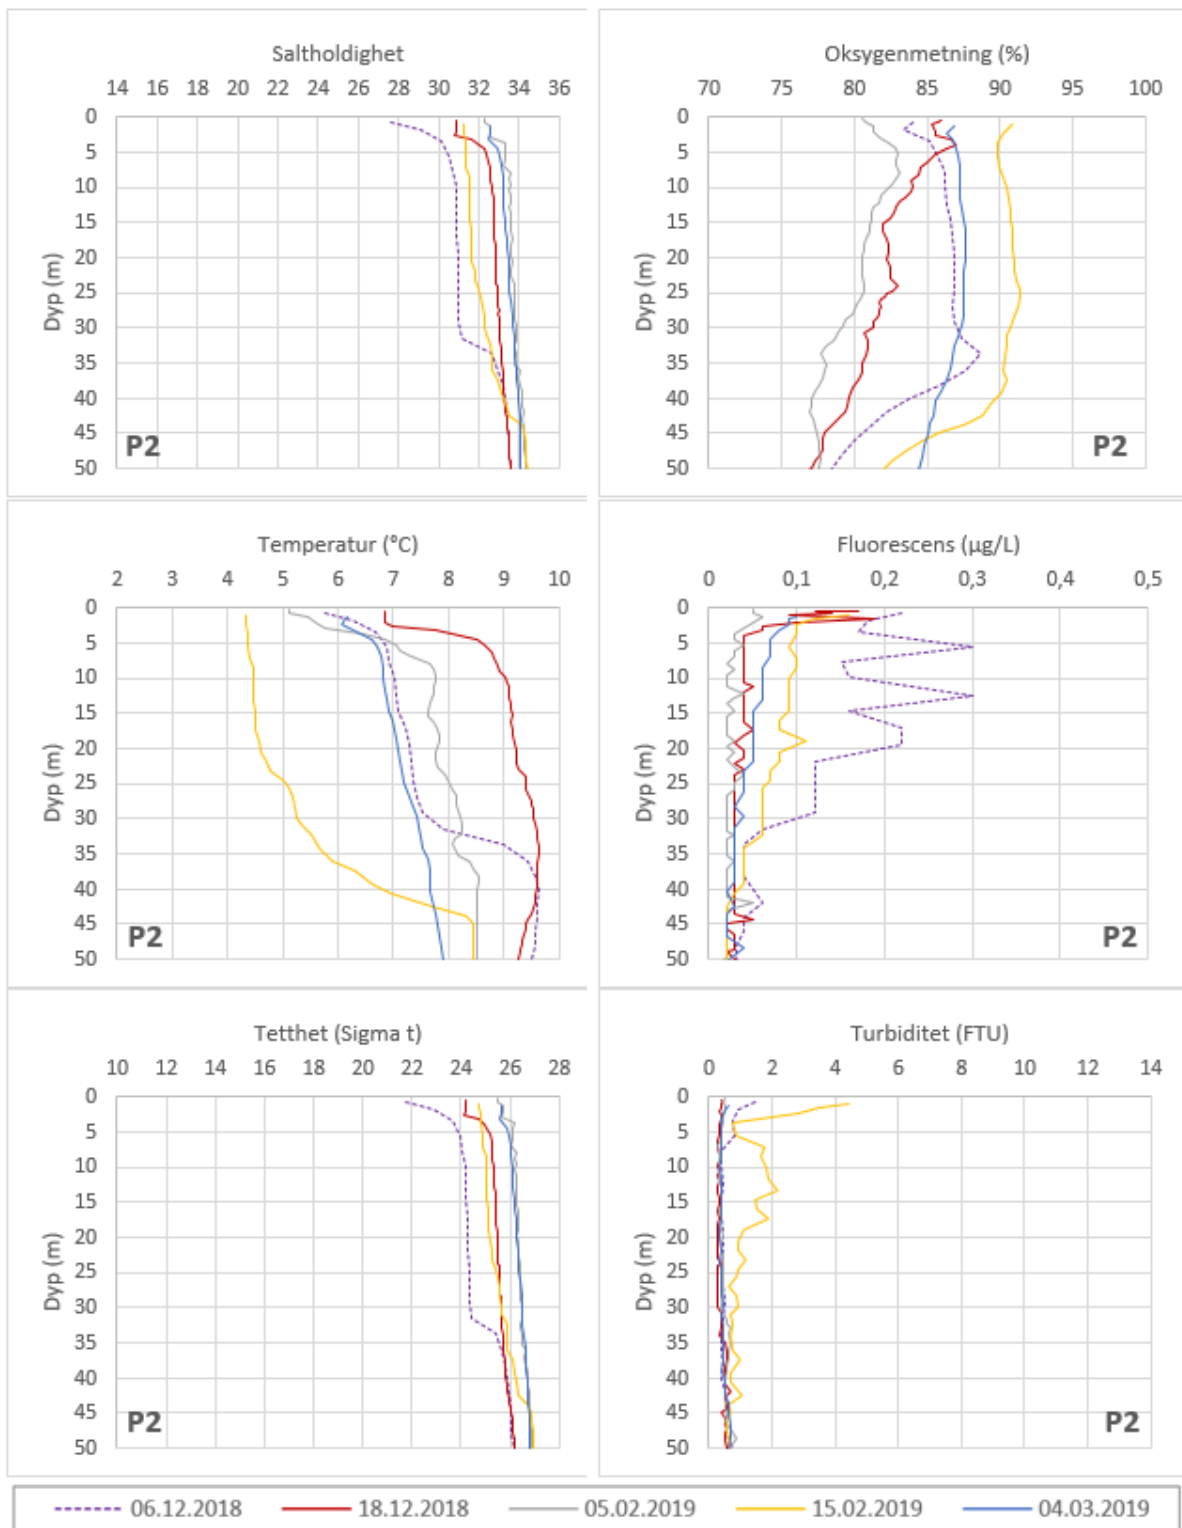 Saltholdighet
14 16 18 20 22 24 26 28 30 32 34 36
0
5
10
15
20
25
30
35
40
45
50
Dyp (m)
P2
Oksygenmetning (%)
70 75 80 85 90 95 100
0
5
10
15
20
25
30
35
40
45
50
Dyp (m)
P2
Temperatur (°C)
2 3 4 5 6 7 8 9 10
0
5
10
15
20
25
30
35
40
45
50
Dyp (m)
P2
Fluorescens (µg/L)
0 0,1 0,2 0,3 0,4 0,5
0
5
10
15
20
25
30
35
40
45
50
Dyp (m)
P2
Tetthet (Sigma t)
10 12 14 16 18 20 22 24 26 28
0
5
10
15
20
25
30
35
40
45
50
Dyp (m)
P2
Turbiditet (FTU)
0 2 4 6 8 10 12 14
0
5
10
15
20
25
30
35
40
45
50
Dyp (m)
P2
06.12.2018 18.12.2018 05.02.2019 15.02.2019 04.03.2019